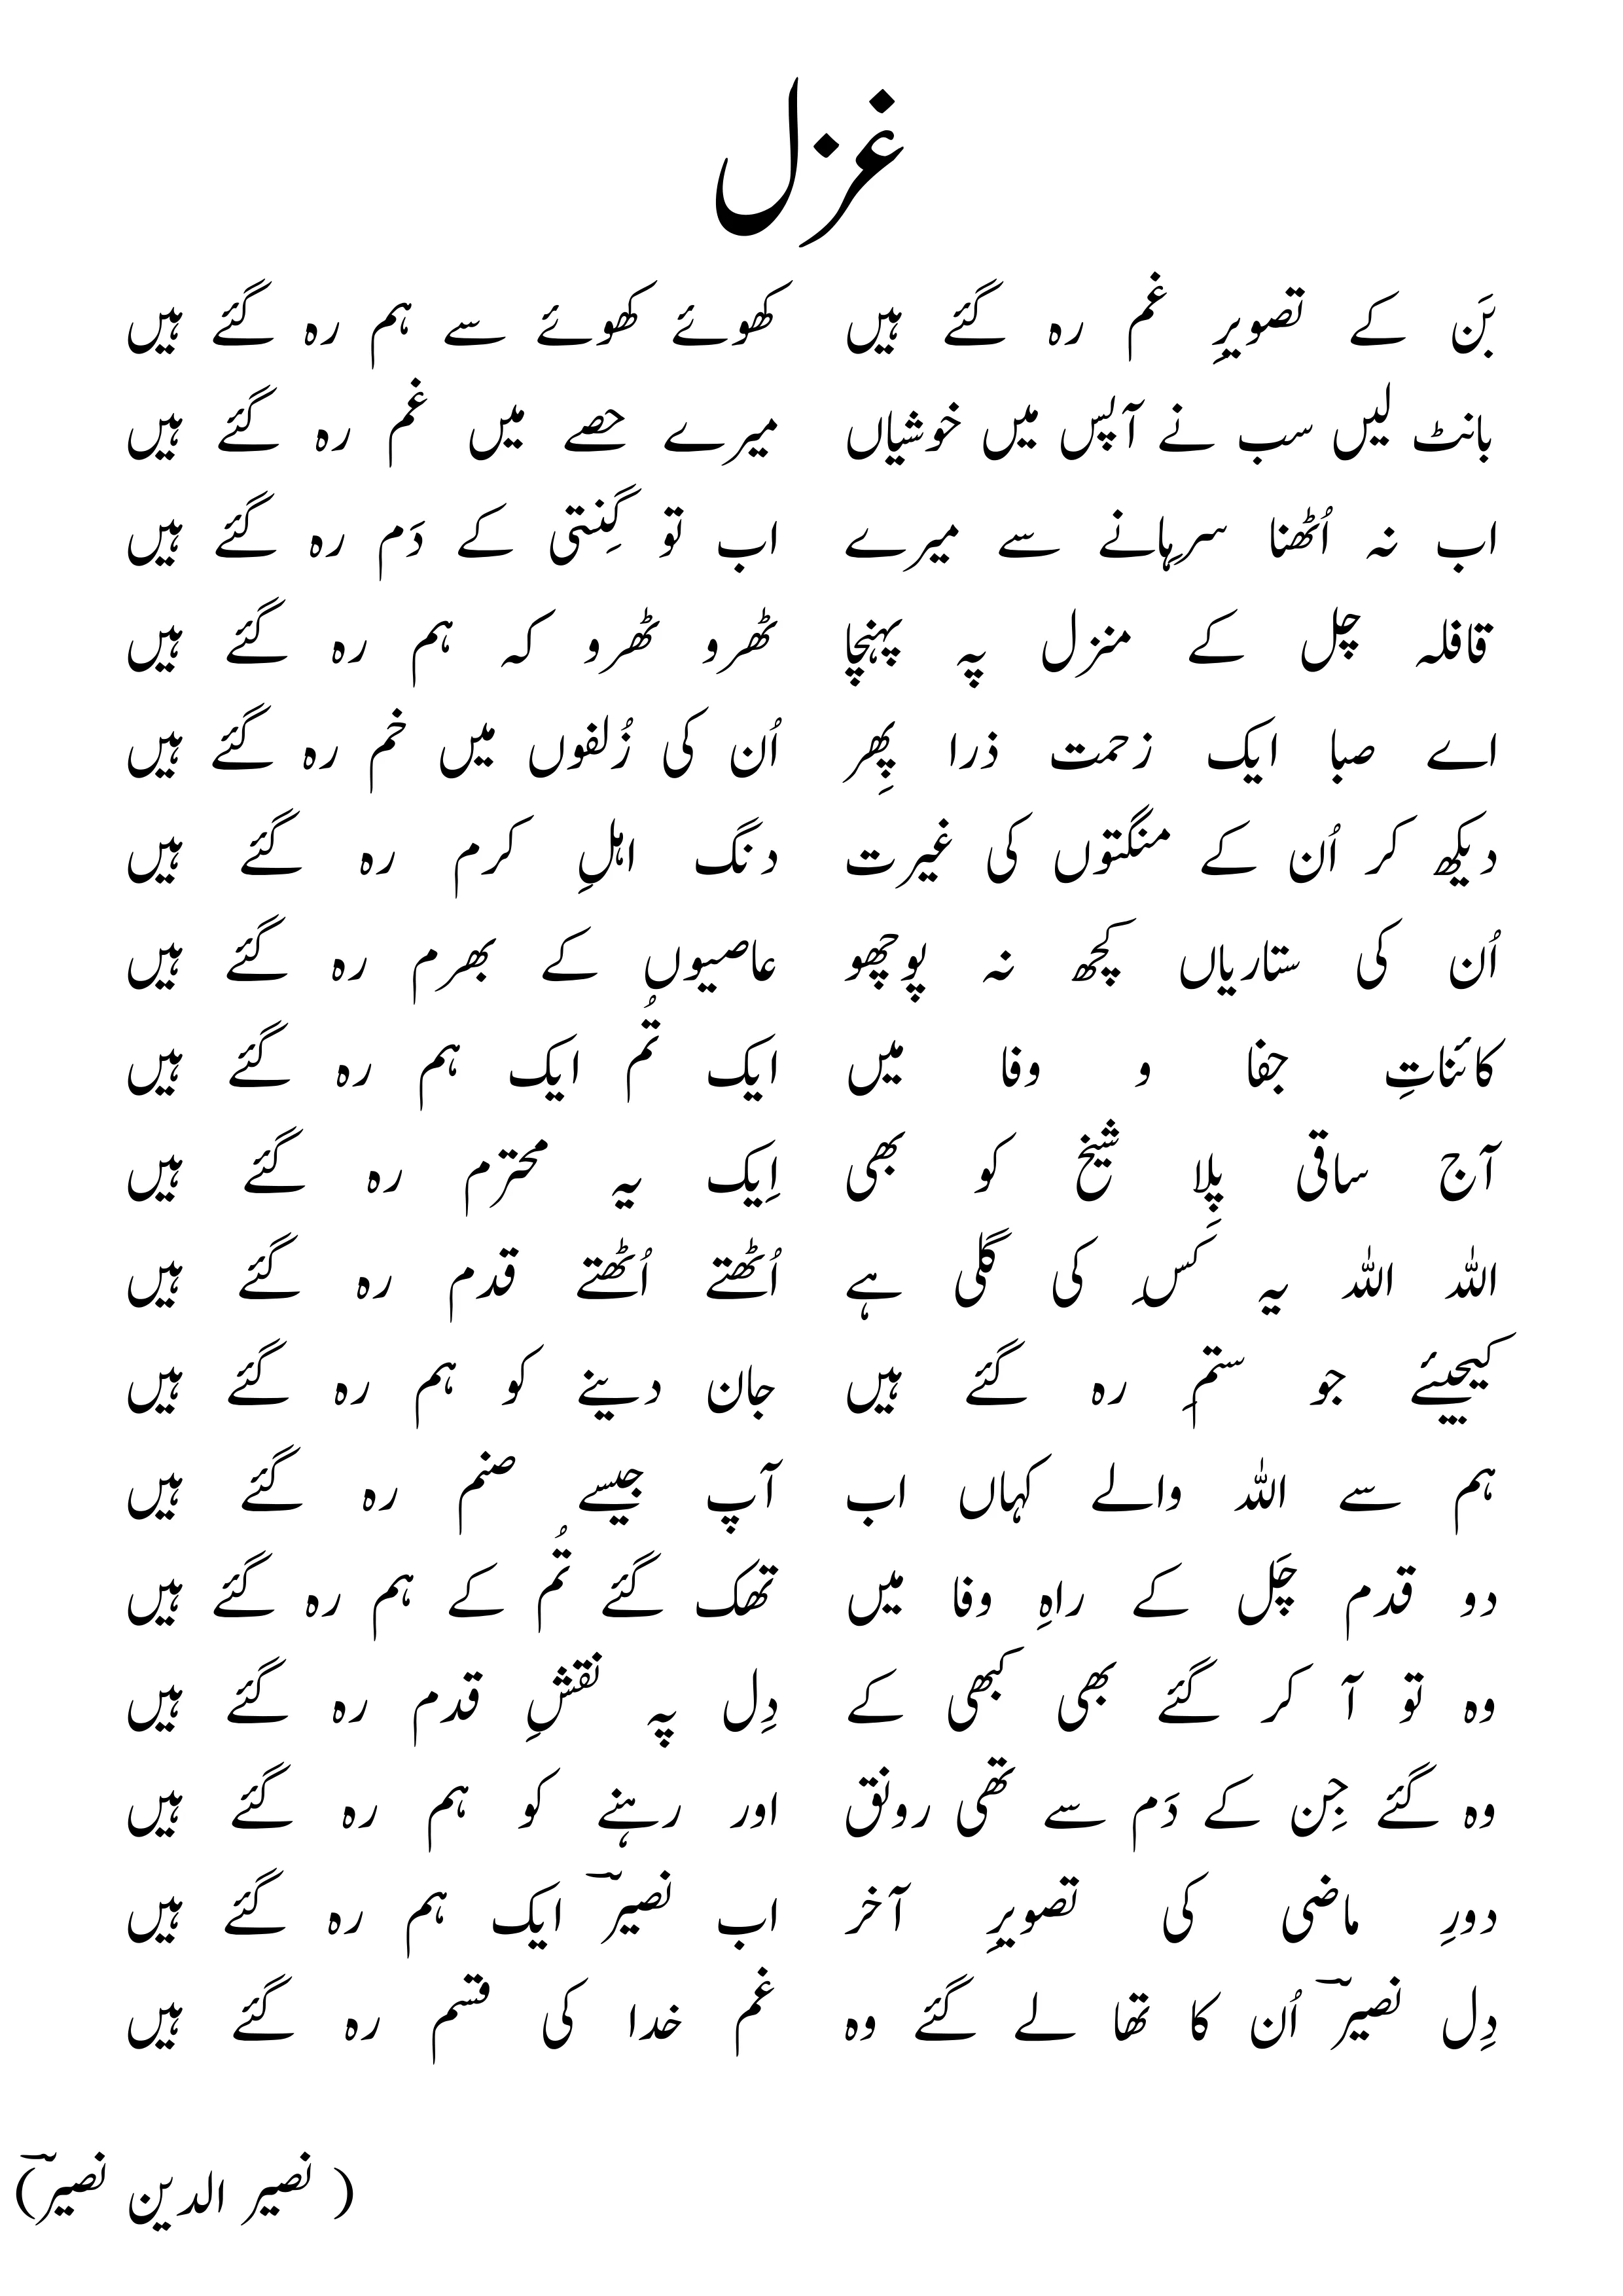 غزل
بَن کے تصویرِ غم رہ گئے ہیں کھوئے کھوئے سے ہم رہ گئے ہیں
بانٹ لیں سب نے آپس میں خوشیاں میرے حصے میں غم رہ گئے ہیں
اب نہ اُٹھنا سرہانے سے میرے اب تو گِنتی کے دَم رہ گئے ہیں
قافلہ چل کے منزل پہ پہنچا ٹھرو ٹھرو کہ ہم رہ گئے ہیں
اے صبا ایک زحمت ذرا پِھر اُن کی زُلفوں میں خم رہ گئے ہیں
دیکھ کر اُن کے منگتوں کی غیرت دنگ اہلِ کرم رہ گئے ہیں
اُن کی ستاریاں کچھ نہ پوچھو عاصیوں کے بھرم رہ گئے ہیں
کائناتِ جفا و وفا میں ایک تُم ایک ہم رہ گئے ہیں
آج ساقی پِلا شیخ کو بھی اِیک یہ محترم رہ گئے ہیں
اللہ اللہ یہ کَسِ کی گلی ہے اُٹھتے اُٹھتے قدم رہ گئے ہیں
کیجیئے جو ستمِ رہ گئے ہیں جان دینے کو ہم رہ گئے ہیں
ہم سے اللہ والے کہاں اب آپ جیسے صنم رہ گئے ہیں
دو قدم چَل کے راہِ وفا میں تھک گئے تُم کے ہم رہ گئے ہیں
وہ تو آ کر گئے بھی کبھی کے دِل پہ نقشِ قدم رہ گئے ہیں
وہ گئے جِن کے دَم سے تھی رونق اور رہنے کو ہم رہ گئے ہیں
دورِ ماضی کی تصویرِ آخر اب نصیرؔ ایک ہم رہ گئے ہیں
دِل نصیرؔ اُن کا تھا لے گئے وہ غم خدا کی قسم رہ گئے ہیں
( نصیر الدین نصیرؔ)